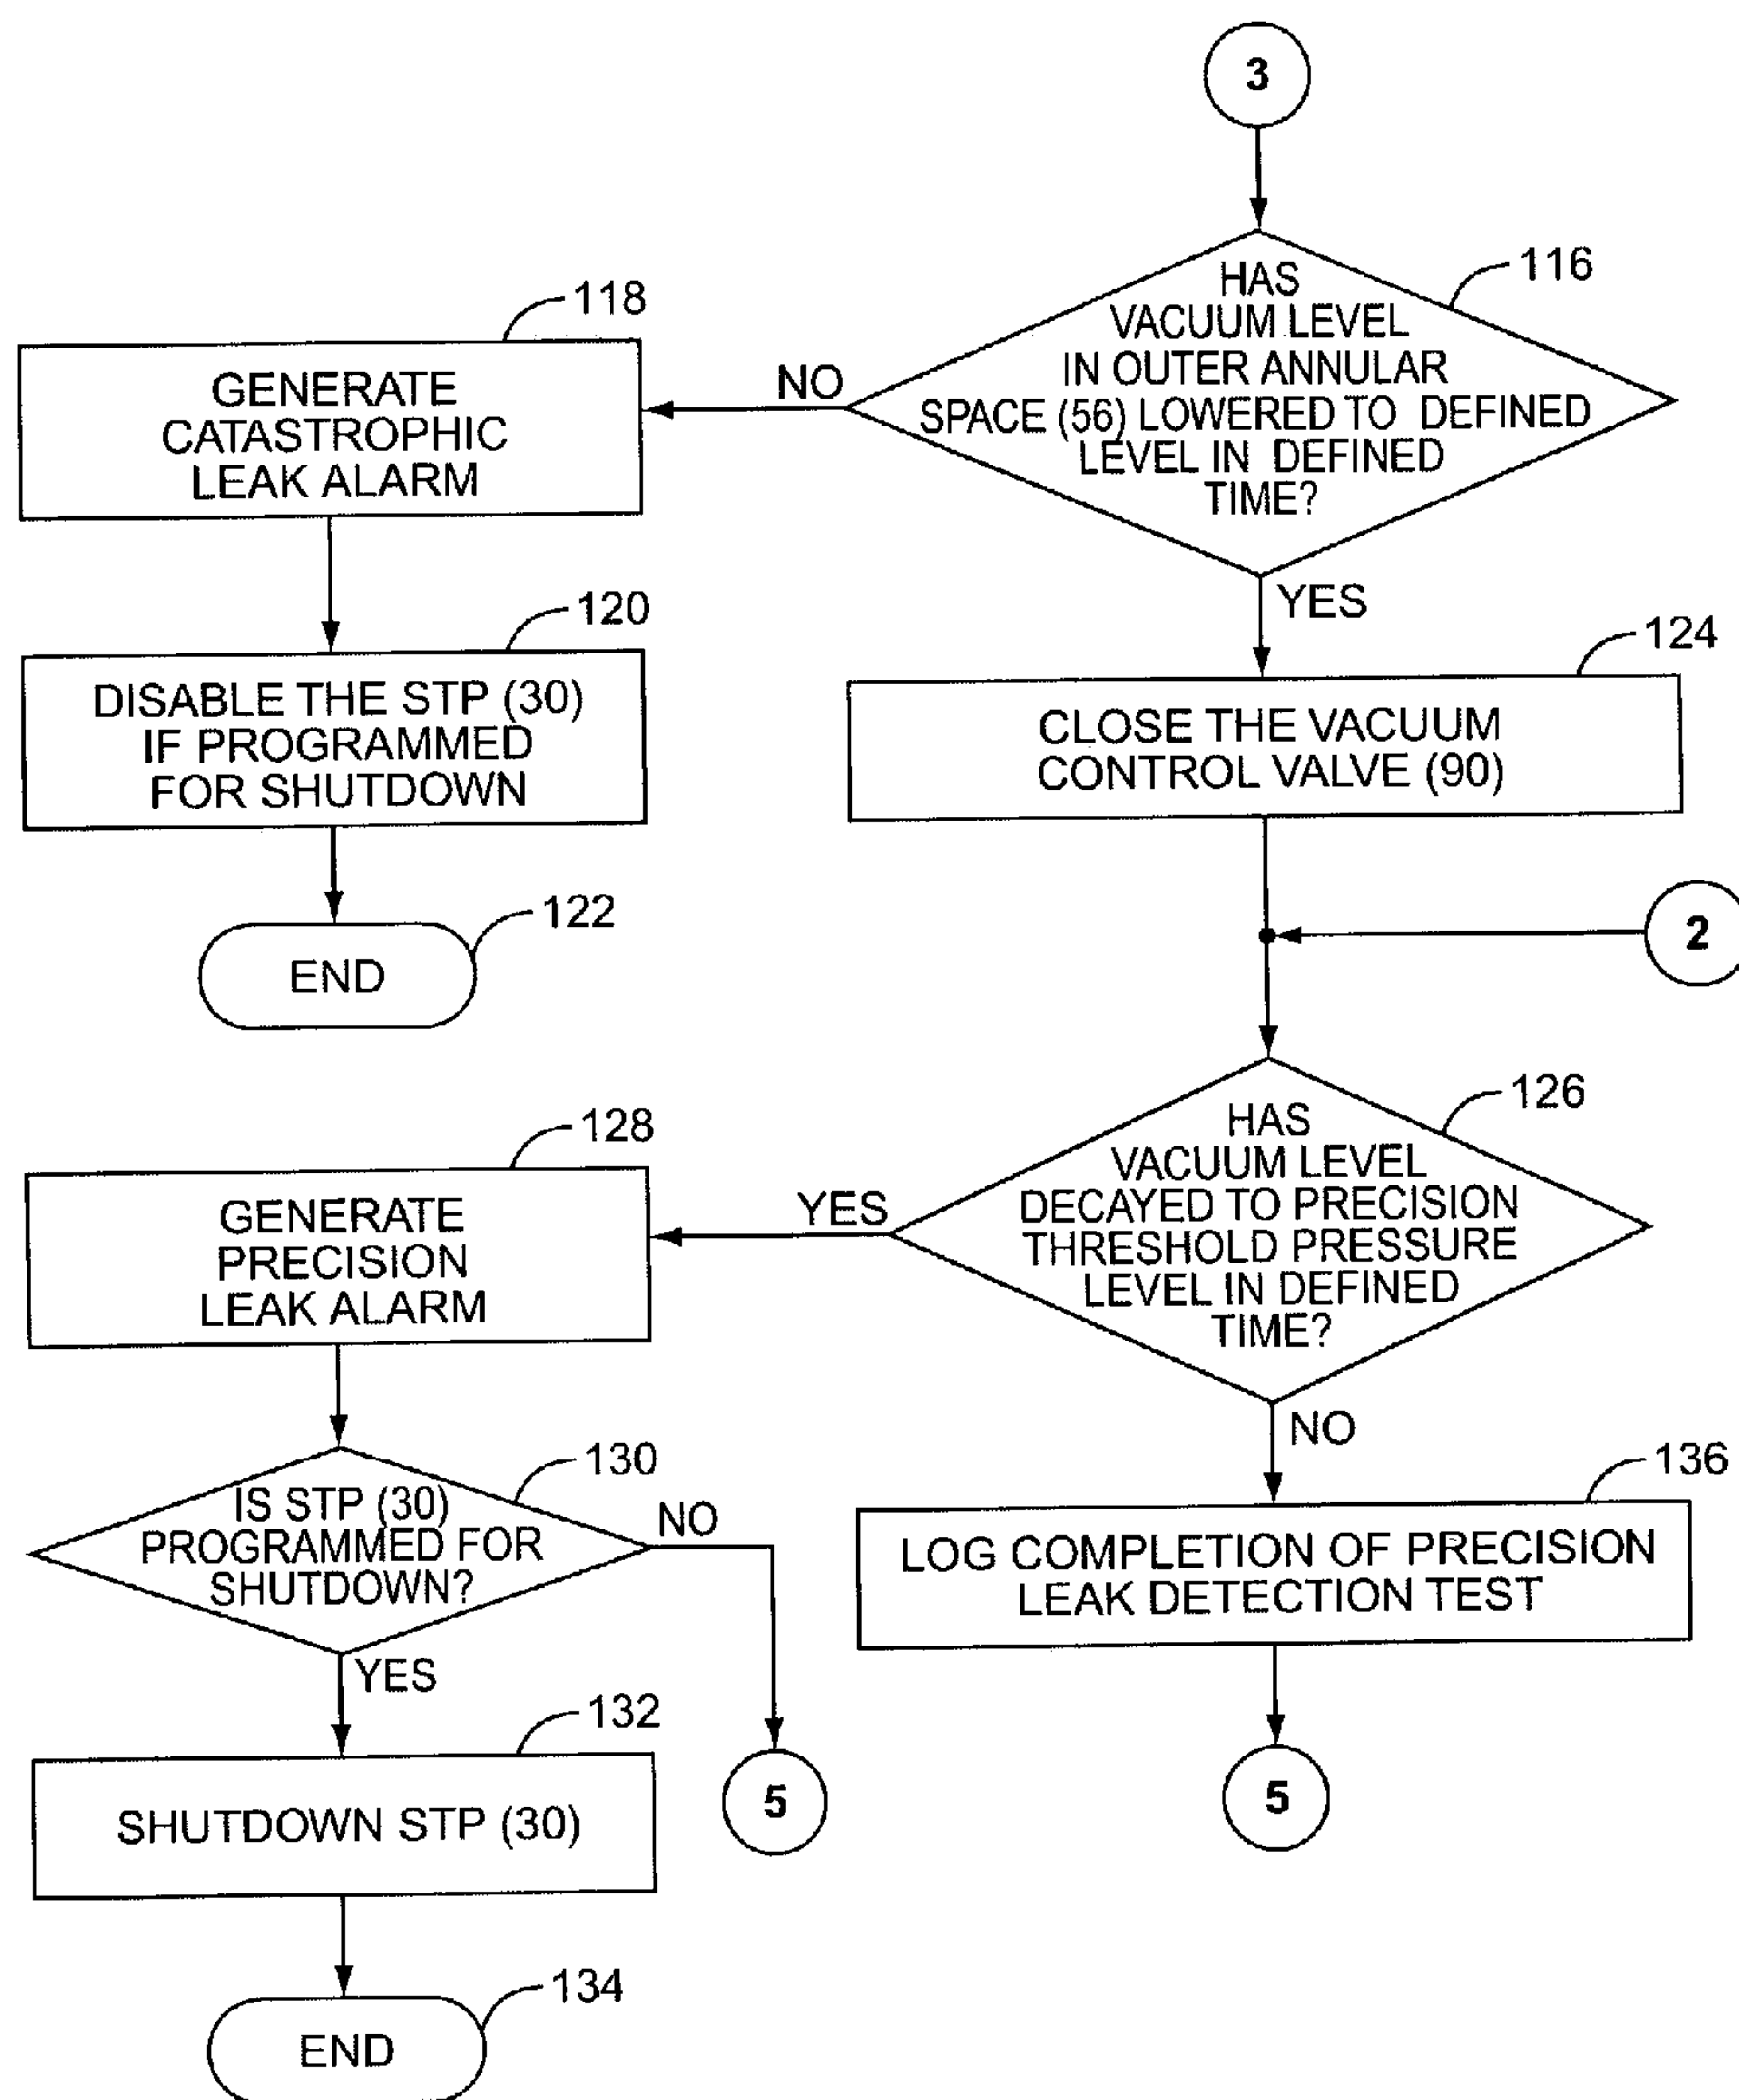 3
116
HAS
VACUUM LEVEL
IN OUTER ANNULAR
SPACE (56) LOWERED TO DEFINED
LEVEL IN DEFINED
TIME?
NO
118
GENERATE
CATASTROPHIC
LEAK ALARM
120
DISABLE THE STP (30)
IF PROGRAMMED
FOR SHUTDOWN
122
END
YES
124
CLOSE THE VACUUM
CONTROL VALVE (90)
2
126
HAS
VACUUM LEVEL
DECAYED TO PRECISION
THRESHOLD PRESSURE
LEVEL IN DEFINED
TIME?
YES
128
GENERATE
PRECISION
LEAK ALARM
130
IS STP (30)
PROGRAMMED FOR
SHUTDOWN?
NO
5
YES
132
SHUTDOWN STP (30)
134
END
NO
136
LOG COMPLETION OF PRECISION
LEAK DETECTION TEST
5